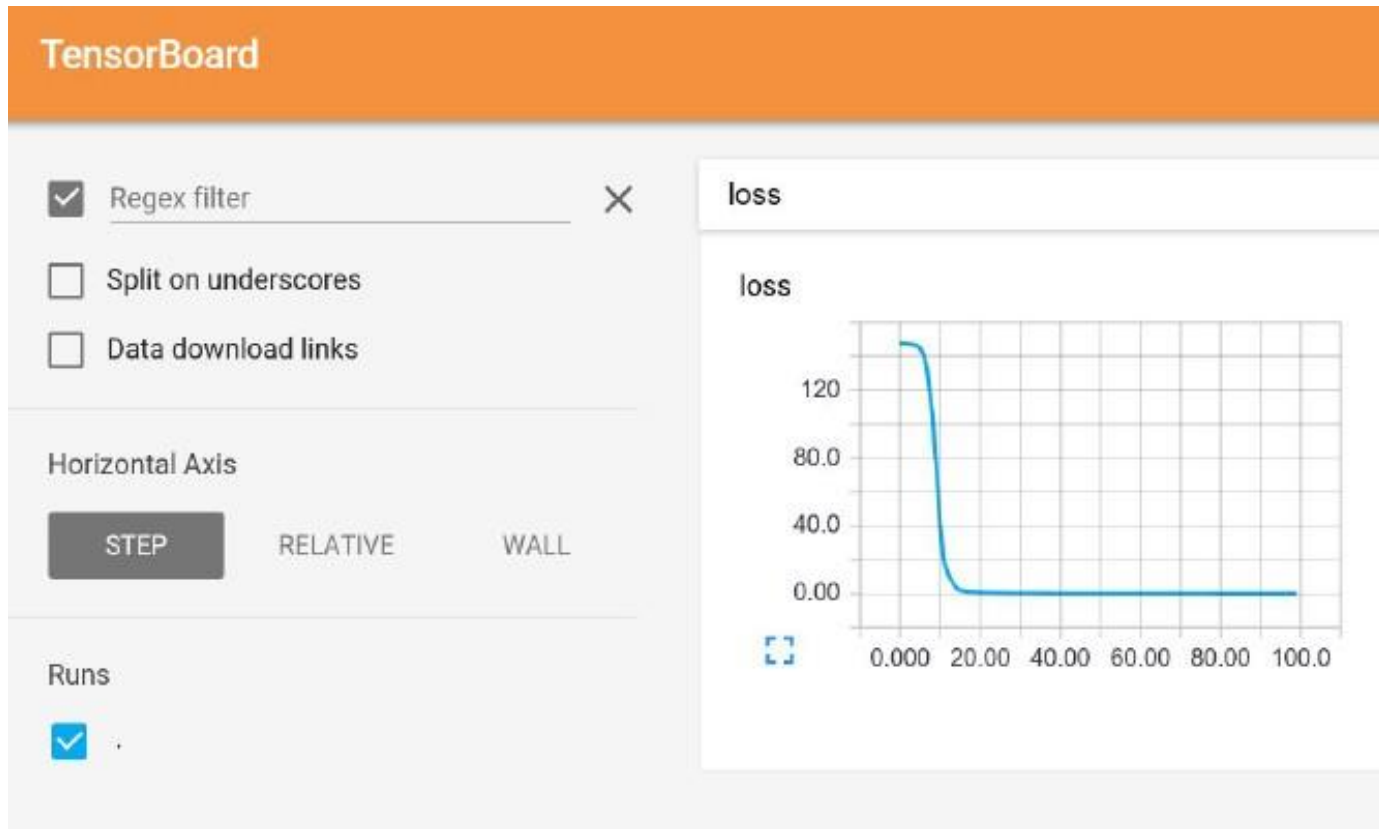 TensorBoard
Regex filter
Split on underscores
Data download links
Horizontal Axis
STEP RELATIVE WALL
Runs
.
loss
loss
120
80.0
40.0
0.00
0.000 20.00 40.00 60.00 80.00 100.0